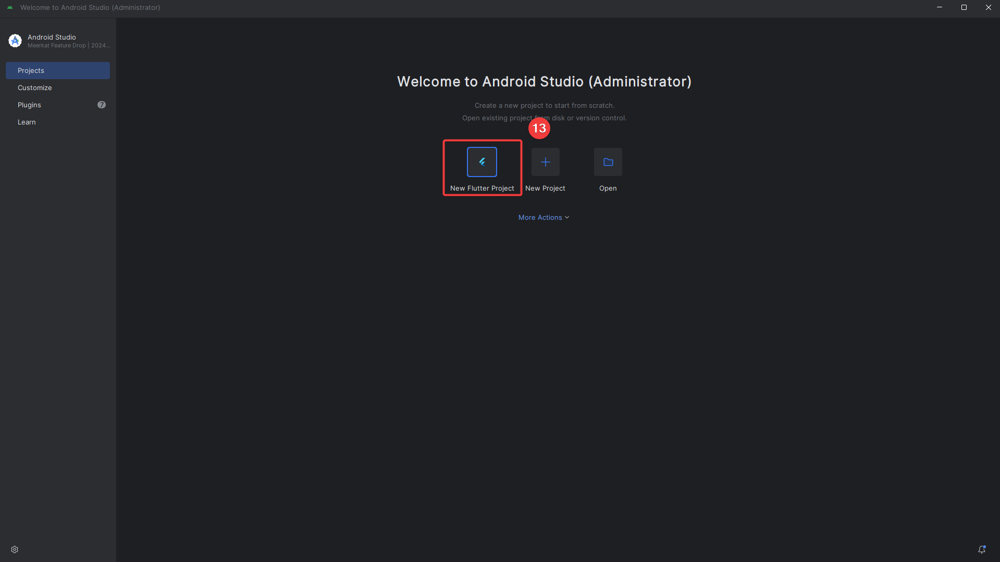 Welcome to Android Studio (Administrator)
Android Studio
Meerkat Feature Drop | 2024...
Projects
Customize
Plugins
7
Learn
Welcome to Android Studio (Administrator)
Create a new project to start from scratch.
Open existing project from disk or version control.
13
New Flutter Project
New Project
Open
More Actions